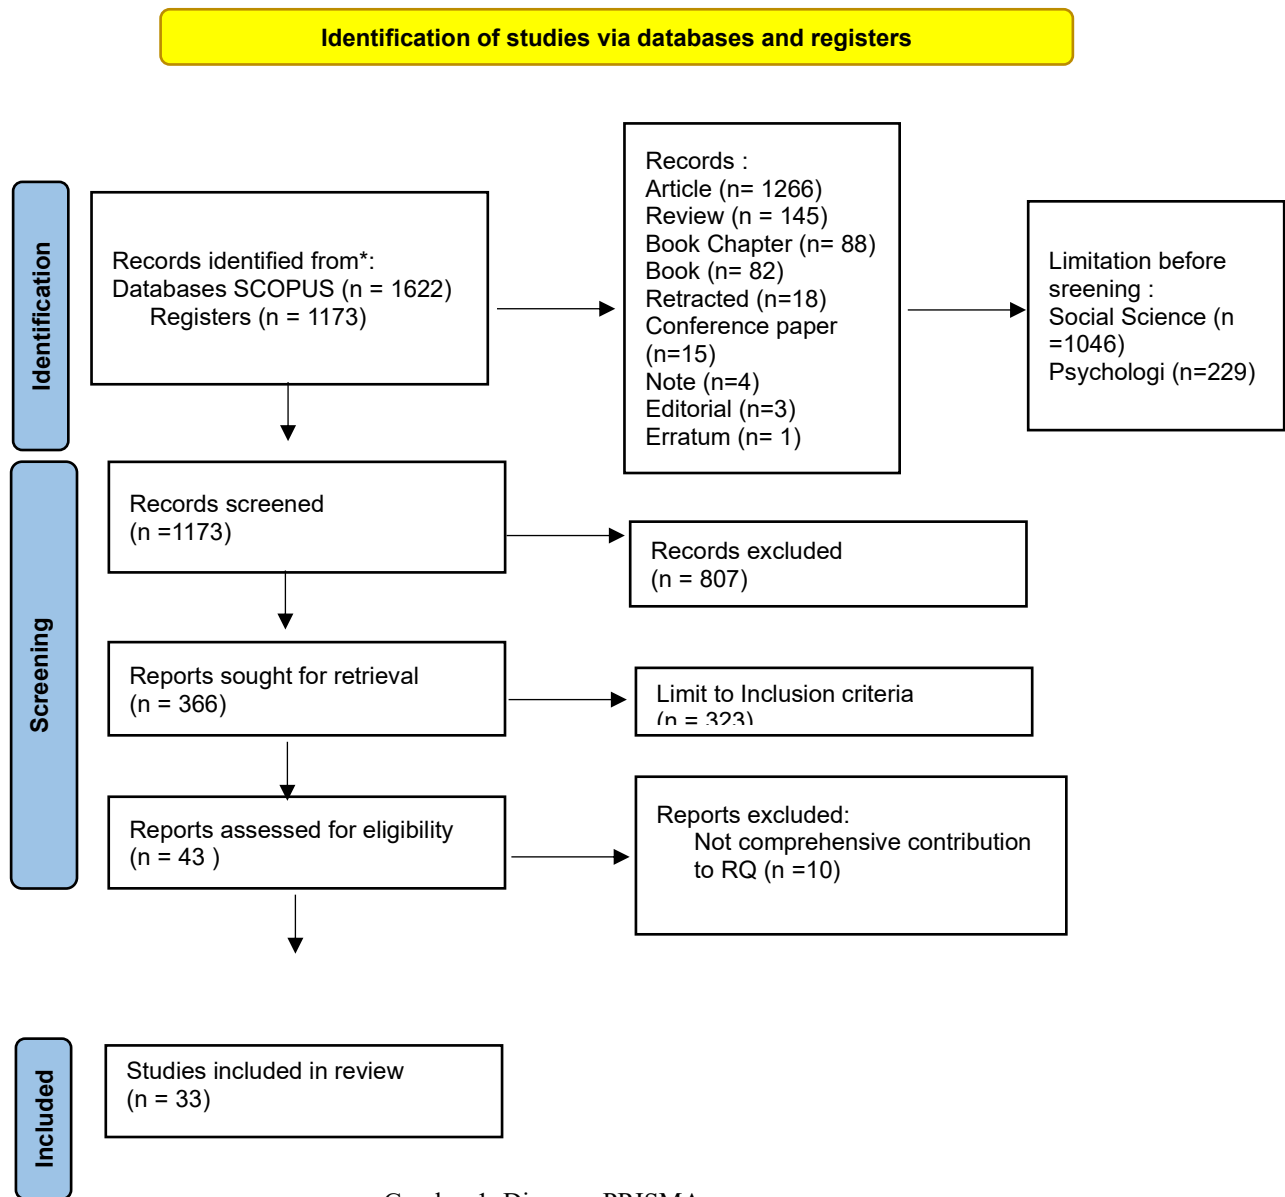 Identification of studies via databases and registers
Identification
Records identified from*:
Databases SCOPUS (n = 1622)
Registers (n = 1173)
Records :
Article (n= 1266)
Review (n = 145)
Book Chapter (n= 88)
Book (n= 82)
Retracted (n=18)
Conference paper
(n=15)
Note (n=4)
Editorial (n=3)
Erratum (n= 1)
Limitation before
sreening :
Social Science (n
=1046)
Psychologi (n=229)
Screening
Records screened
(n =1173)
Records excluded
(n = 807)
Reports sought for retrieval
(n = 366)
Limit to Inclusion criteria
(n = 323)
Reports assessed for eligibility
(n = 43 )
Reports excluded:
Not comprehensive contribution
to RQ (n =10)
Included
Studies included in review
(n = 33)
Gambar 1. Diagram PRISMA